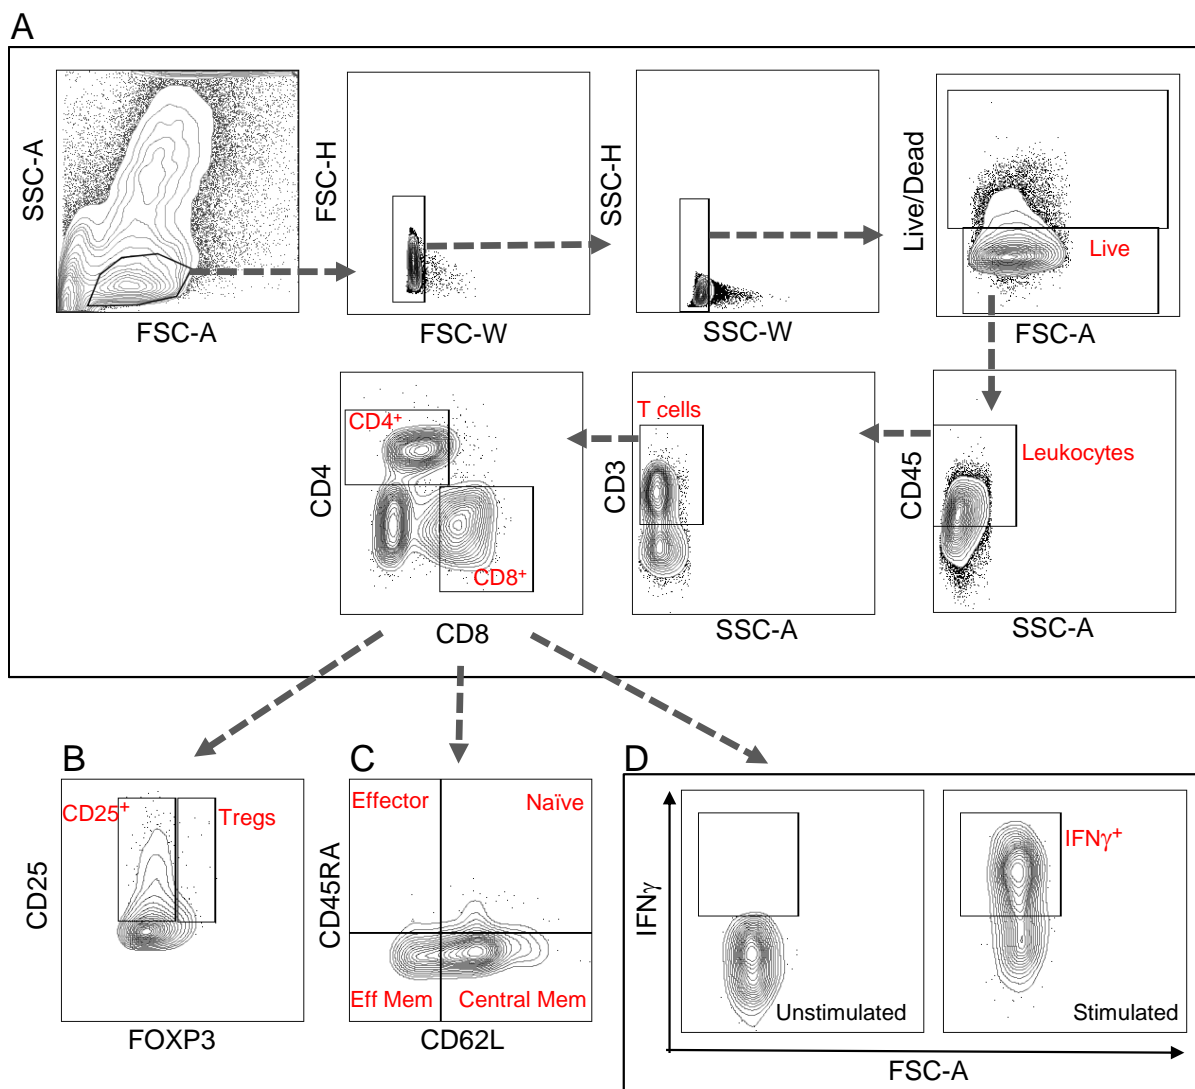 A
SSC-A
FSC-A
FSC-H
FSC-W
SSC-H
SSC-W
Live/Dead
Live
FSC-A
CD4
CD4⁺
CD8⁺
CD8
CD3
T cells
SSC-A
CD45
Leukocytes
SSC-A
B
CD25
CD25⁺
Tregs
FOXP3
C
CD45RA
Effector
Naïve
Eff Mem
Central Mem
CD62L
D
IFNγ
IFNγ⁺
Unstimulated
Stimulated
FSC-A